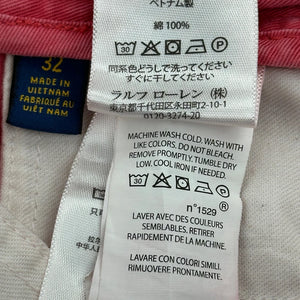 ベトナム製
綿 100%
30
同系色どうしで洗ってください
すぐに干してください
ラルフ ローレン(株)
東京都千代田区永田町2-1-1
0120-3274-20
32
MADE IN
VIETNAM
FABRIQUÉ AU
VIÊT NAM
MACHINE WASH COLD. WASH WITH
LIKE COLORS. DO NOT BLEACH.
REMOVE PROMPTLY. TUMBLE DRY
LOW. COOL IRON IF NEEDED.
30
n°1529
LAVER AVEC DES COULEURS
SEMBLABLES. RETIRER
RAPIDEMENT DE LA MACHINE.
LAVARE CON COLORI SIMILI.
RIMUOVERE PRONTAMENTE.